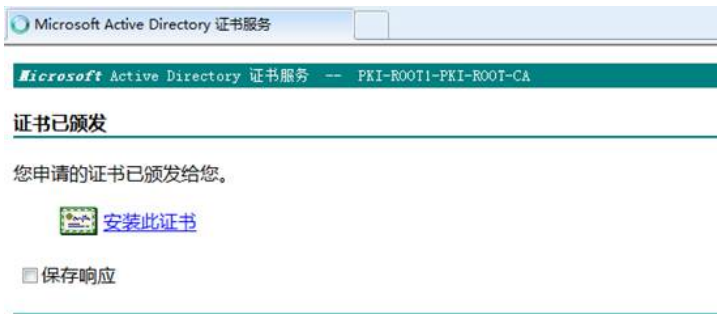 Microsoft Active Directory 证书服务
Microsoft Active Directory 证书服务 -- PKI-ROOT1-PKI-ROOT-CA
证书已颁发
您申请的证书已颁发给您。
安装此证书
保存响应